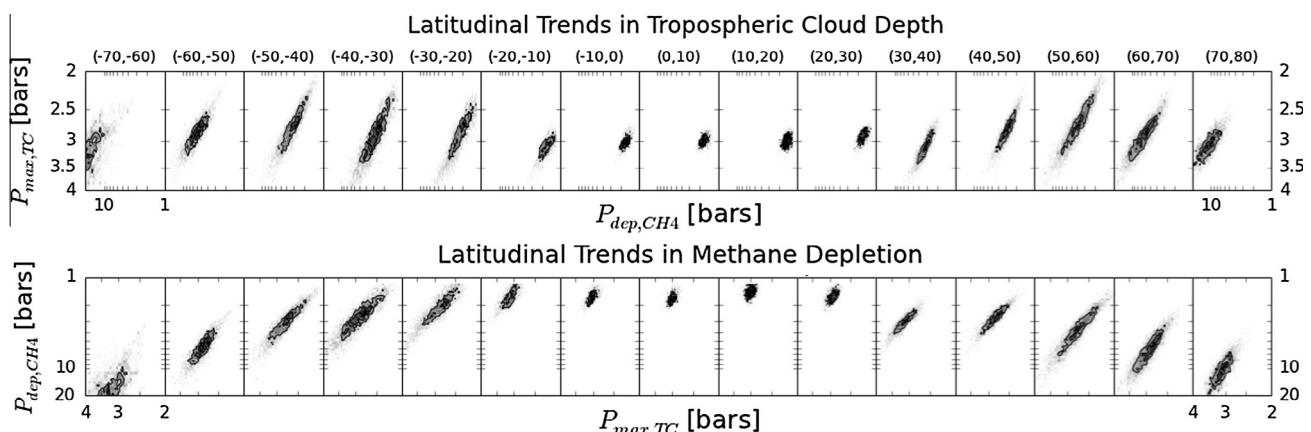 Latitudinal Trends in Tropospheric Cloud Depth
(-70,-60) (-60,-50) (-50,-40) (-40,-30) (-30,-20) (-20,-10) (-10,0) (0,10) (10,20) (20,30) (30,40) (40,50) (50,60) (60,70) (70,80)
P_max,TC [bars]
2 2
2.5 2.5
3 3
3.5 3.5
4 4
10 1 10 1
P_dep,CH4 [bars]
Latitudinal Trends in Methane Depletion
P_dep,CH4 [bars]
1 1
10 10
20 20
4 3 2 4 3 2
P_max,TC [bars]